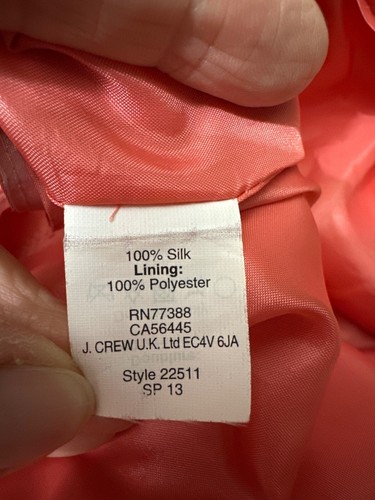 100% Silk
Lining:
100% Polyester
RN77388
CA56445
J. CREW U.K. Ltd EC4V 6JA
Style 22511
SP 13